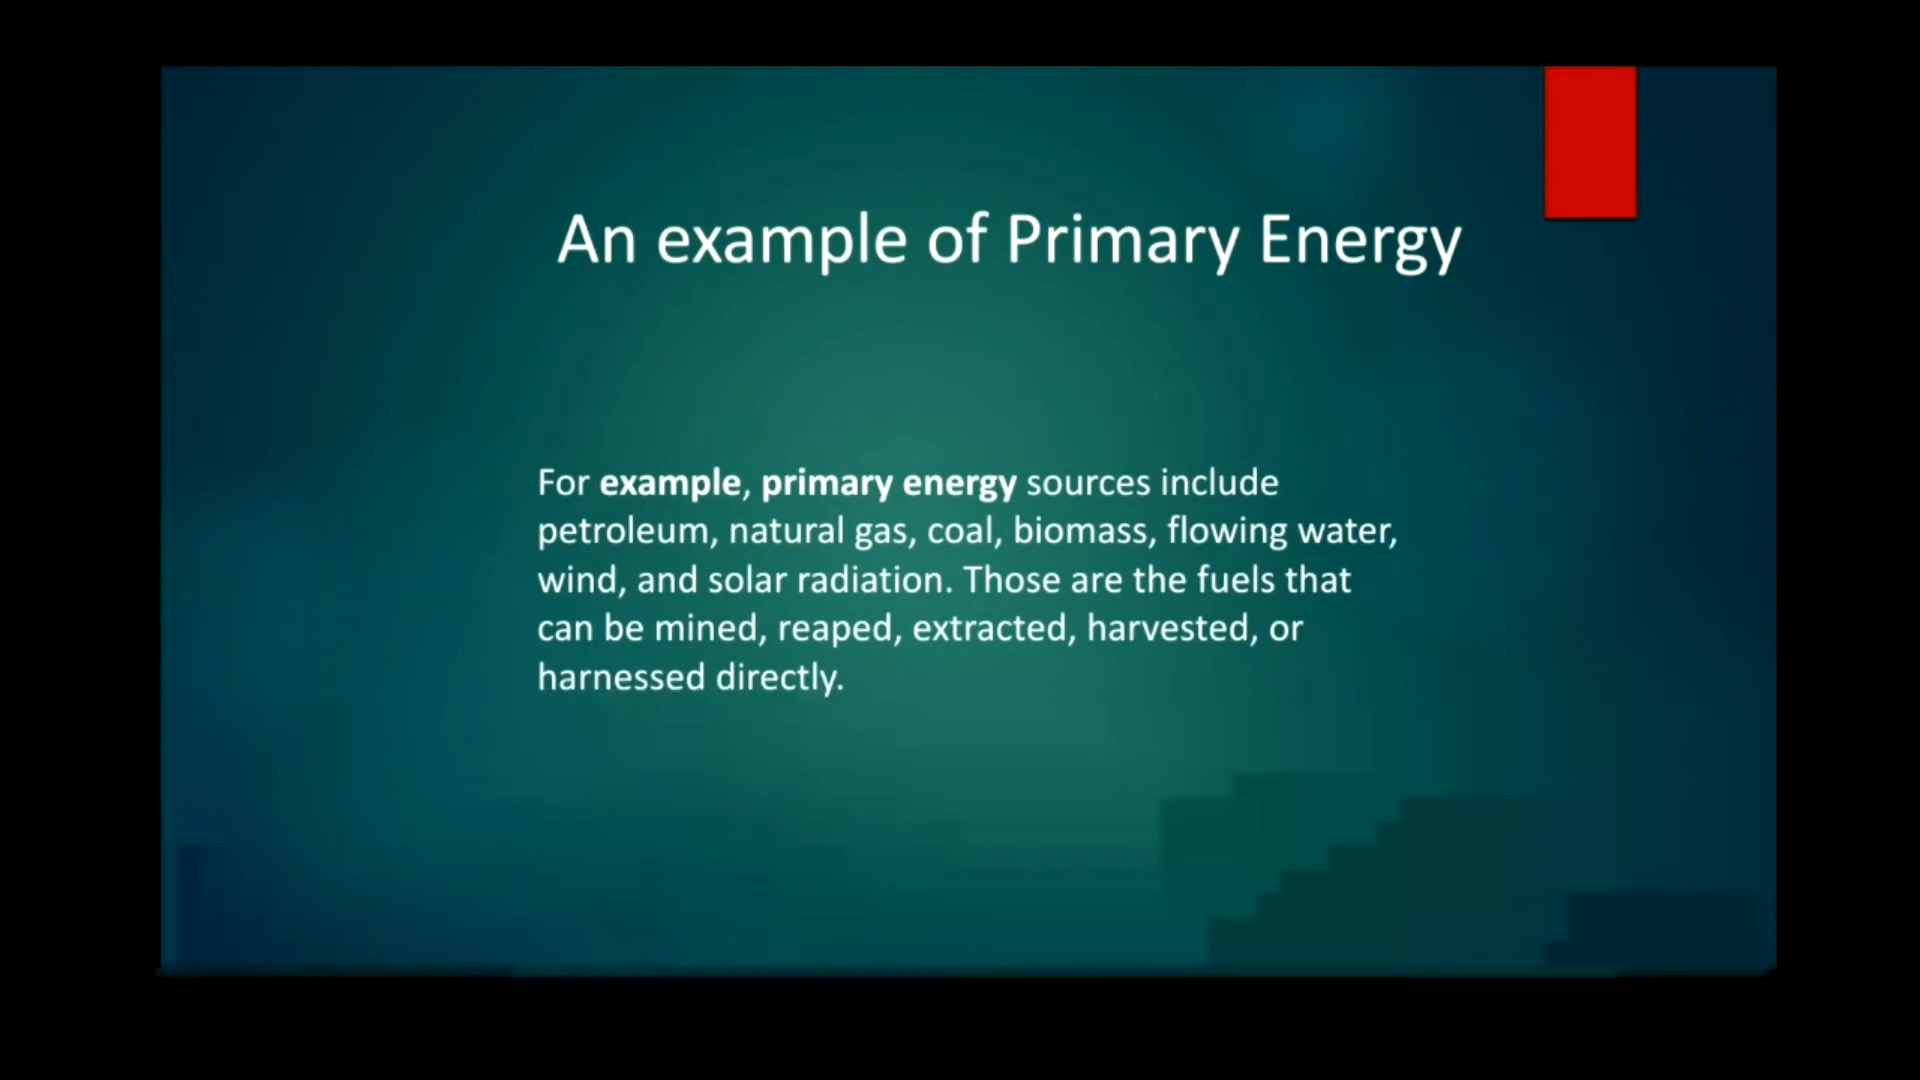 An example of Primary Energy
For example, primary energy sources include
petroleum, natural gas, coal, biomass, flowing water,
wind, and solar radiation. Those are the fuels that
can be mined, reaped, extracted, harvested, or
harnessed directly.